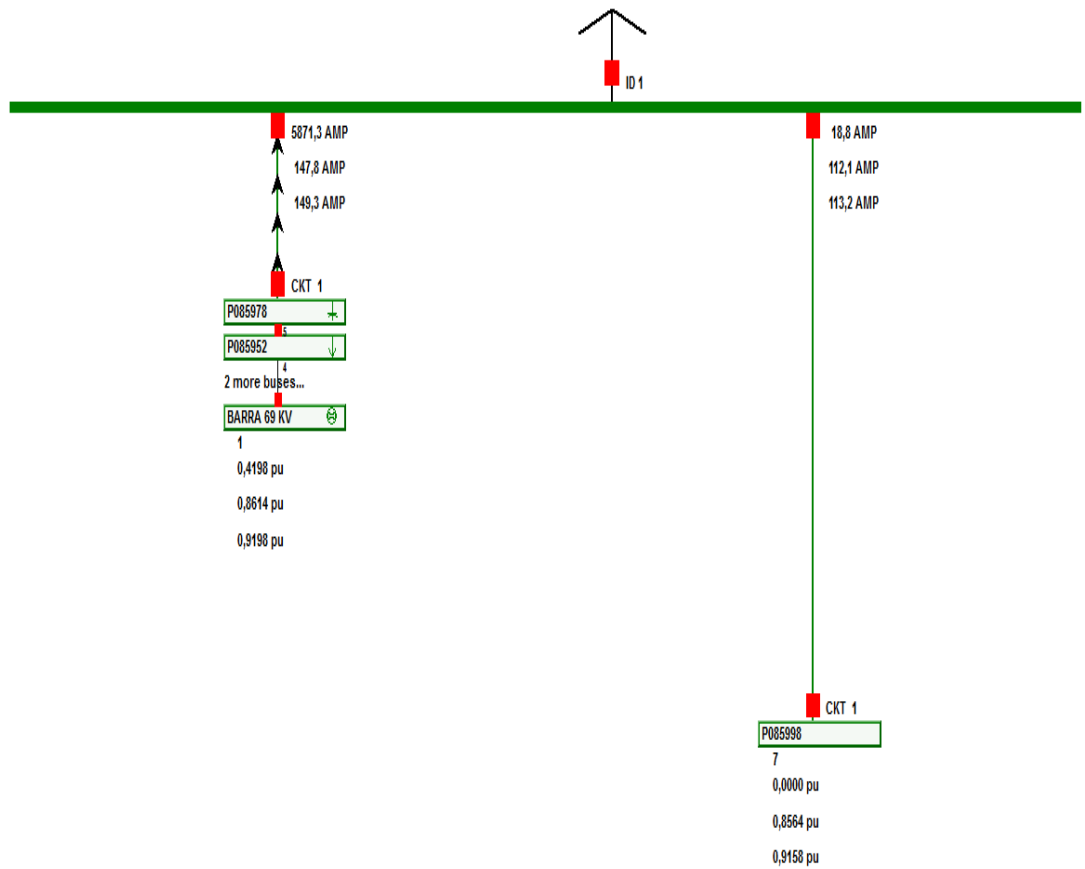 ID 1
5871,3 AMP
147,8 AMP
149,3 AMP
CKT 1
P085978
5
P085952
4
2 more buses...
BARRA 69 KV
1
0,4198 pu
0,8614 pu
0,9198 pu
18,8 AMP
112,1 AMP
113,2 AMP
CKT 1
P085998
7
0,0000 pu
0,8564 pu
0,9158 pu